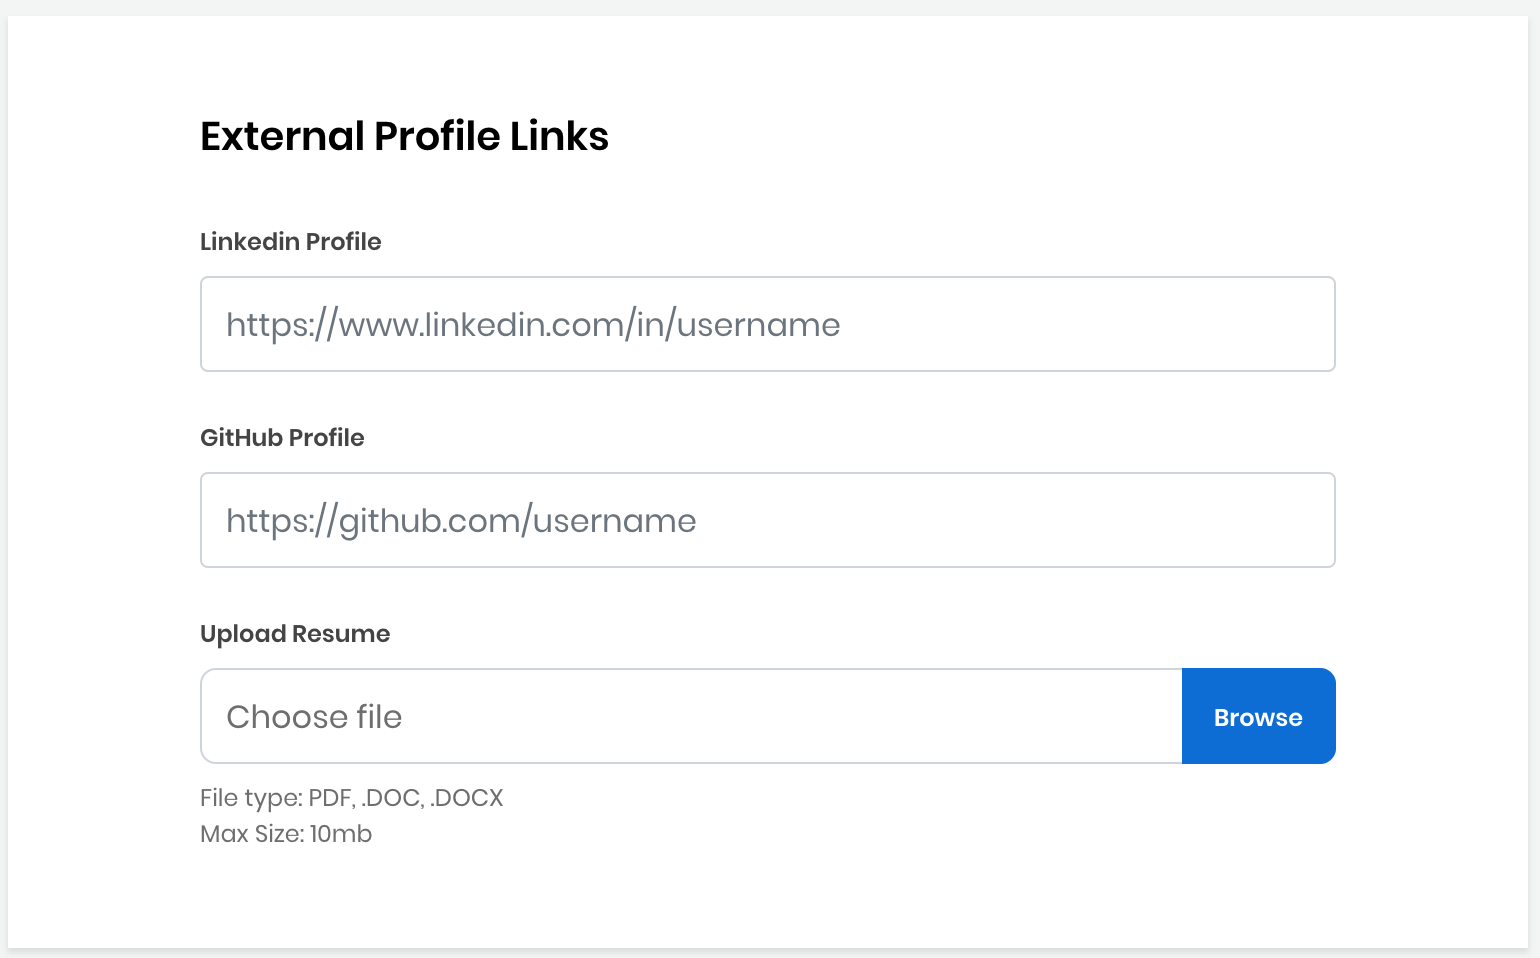 External Profile Links
Linkedin Profile
https://www.linkedin.com/in/username
GitHub Profile
https://github.com/username
Upload Resume
Choose file
Browse
File type: PDF, .DOC, .DOCX
Max Size: 10mb